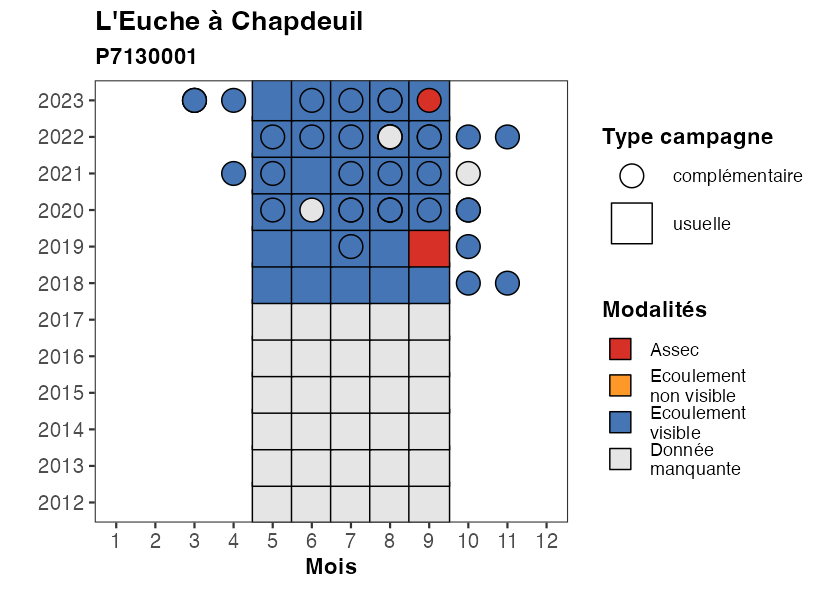 L'Euche à Chapdeuil
P7130001
2023
2022
2021
2020
2019
2018
2017
2016
2015
2014
2013
2012
1 2 3 4 5 6 7 8 9 10 11 12
Mois
Type campagne
complémentaire
usuelle
Modalités
Assec
Ecoulement
non visible
Ecoulement
visible
Donnée
manquante